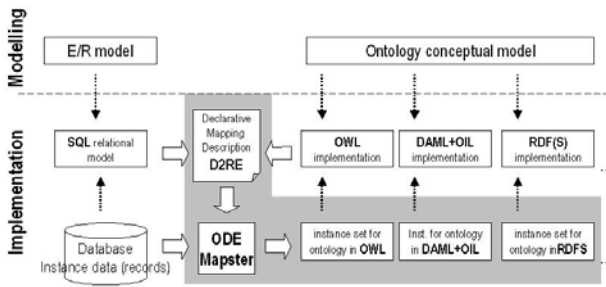 Modelling
E/R model
Ontology conceptual model
Implementation
SQL relational
model
Declarative
Mapping
Description
D2RE
OWL
implementation
DAML+OIL
implementation
RDF(S)
implementation
Database
Instance data (records)
ODE
Mapster
instance set for
ontology in OWL
Inst. for ontology
in DAML+OIL
instance set for
ontology in RDFS